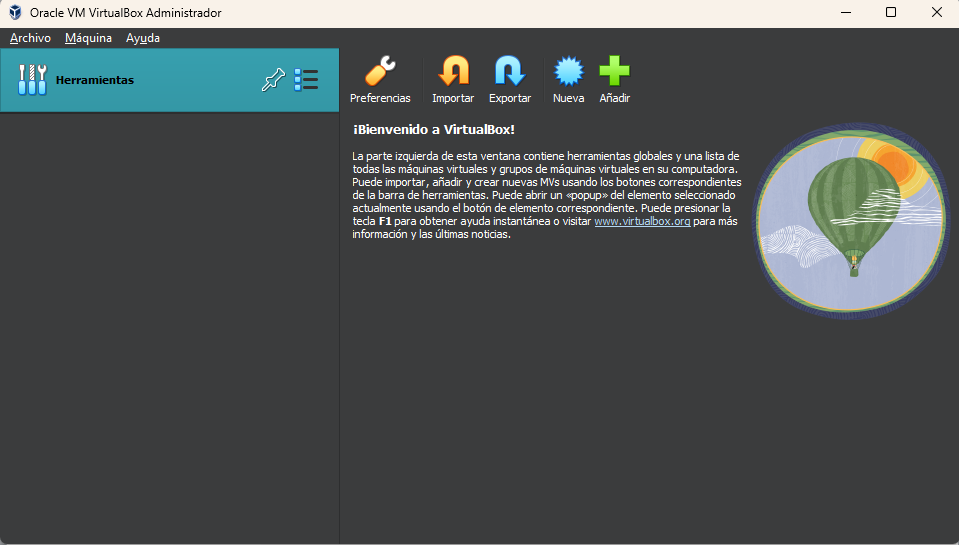 Oracle VM VirtualBox Administrador
Archivo Máquina Ayuda
Herramientas
Preferencias Importar Exportar Nueva Añadir
¡Bienvenido a VirtualBox!
La parte izquierda de esta ventana contiene herramientas globales y una lista de
todas las máquinas virtuales y grupos de máquinas virtuales en su computadora.
Puede importar, añadir y crear nuevas MVs usando los botones correspondientes
de la barra de herramientas. Puede abrir un «popup» del elemento seleccionado
actualmente usando el botón de elemento correspondiente. Puede presionar la
tecla F1 para obtener ayuda instantánea o visitar www.virtualbox.org para más
información y las últimas noticias.